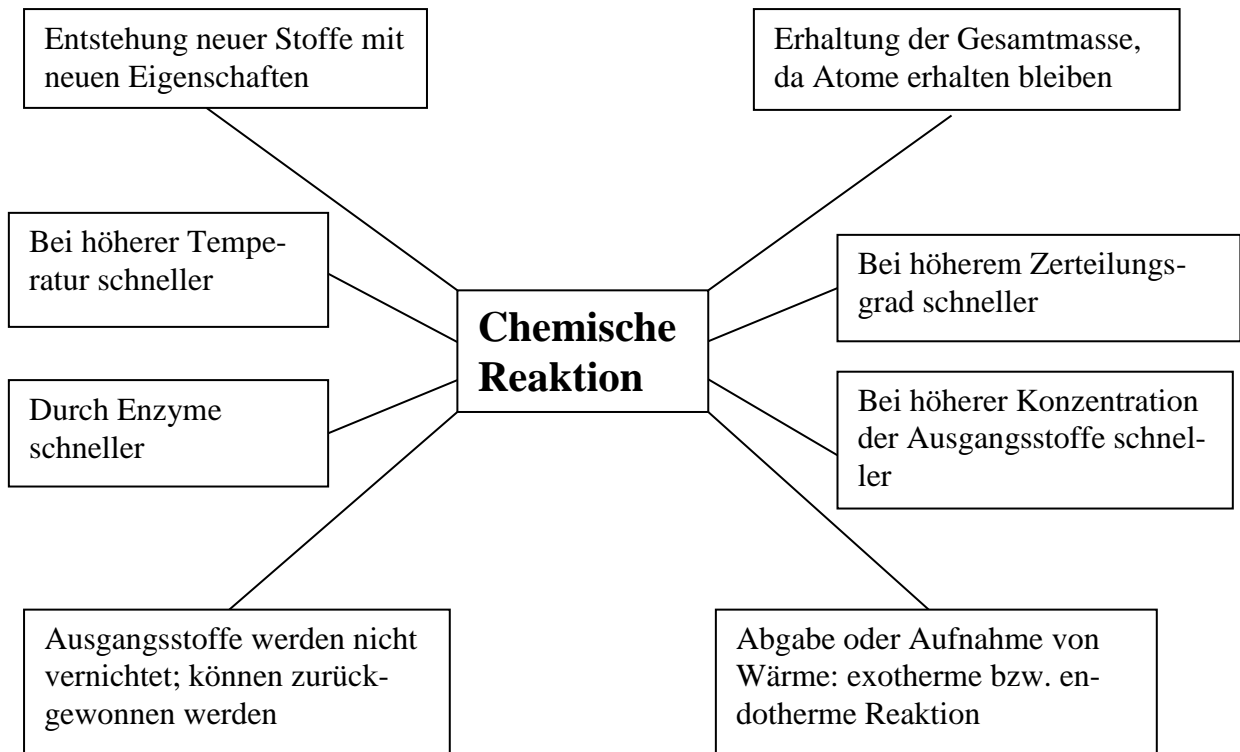 Entstehung neuer Stoffe mit
neuen Eigenschaften
Erhaltung der Gesamtmasse,
da Atome erhalten bleiben
Bei höherer Tempe-
ratur schneller
Bei höherem Zerteilungs-
grad schneller
Chemische
Reaktion
Durch Enzyme
schneller
Bei höherer Konzentration
der Ausgangsstoffe schnel-
ler
Ausgangsstoffe werden nicht
vernichtet; können zurück-
gewonnen werden
Abgabe oder Aufnahme von
Wärme: exotherme bzw. en-
dotherme Reaktion